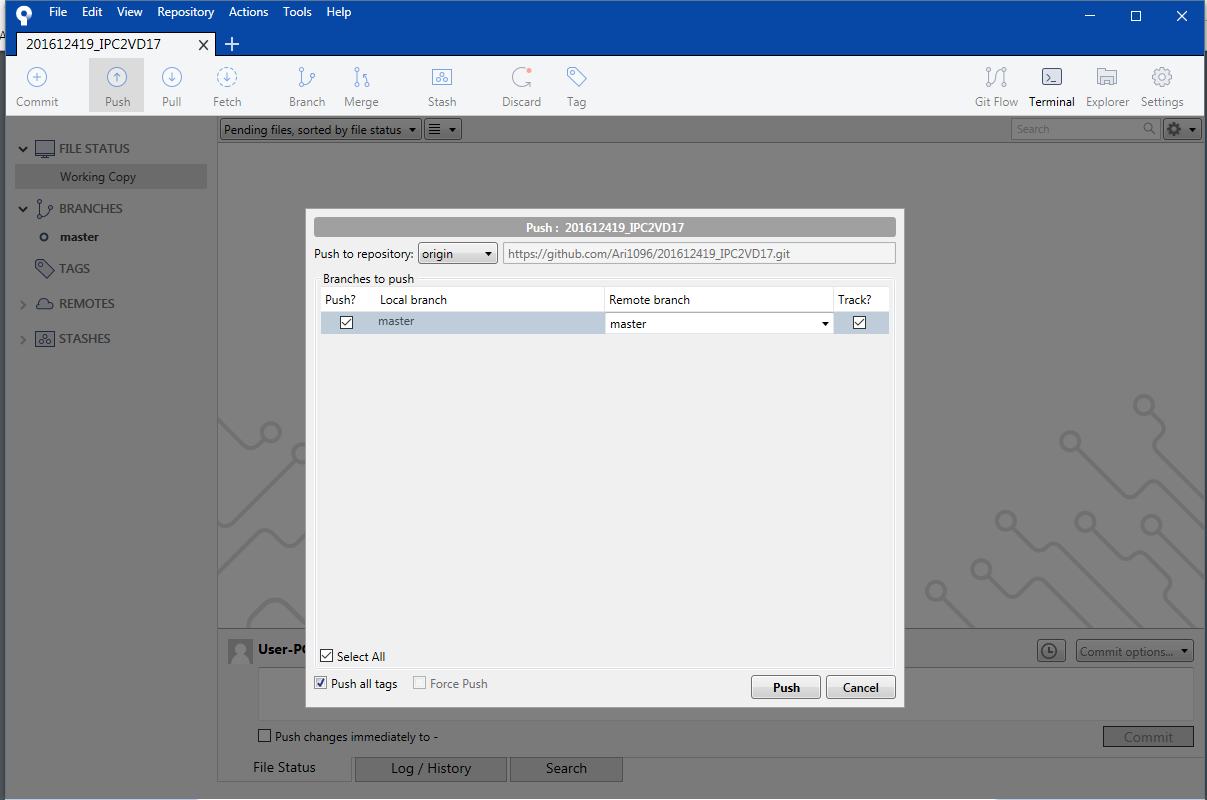 File Edit View Repository Actions Tools Help
201612419_IPC2VD17
Commit Push Pull Fetch Branch Merge Stash Discard Tag Git Flow Terminal Explorer Settings
Pending files, sorted by file status Search
FILE STATUS
Working Copy
BRANCHES
master
TAGS
REMOTES
STASHES
Push : 201612419_IPC2VD17
Push to repository: origin https://github.com/Ari1096/201612419_IPC2VD17.git
Branches to push
Push? Local branch Remote branch Track?
master master
Select All
Push all tags Force Push Push Cancel
Commit options...
Push changes immediately to -
Commit
File Status Log / History Search